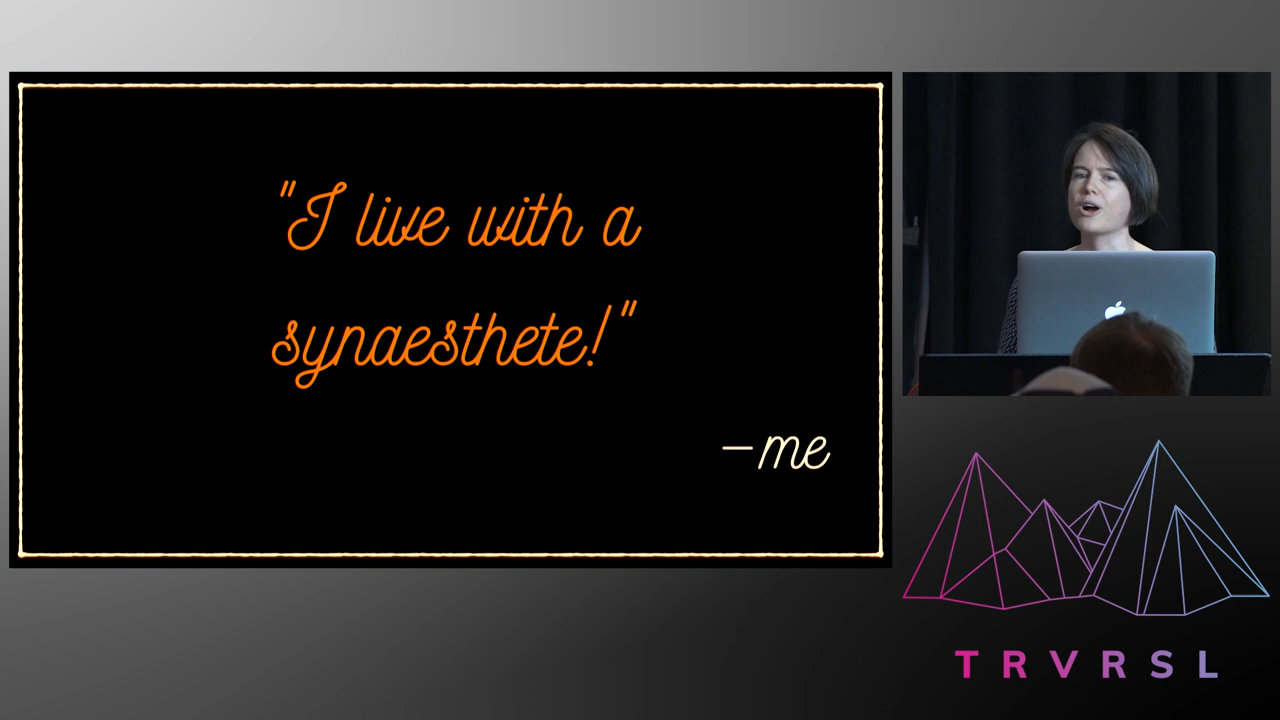 "I live with a
synaesthete!"
—me
TRVRSL